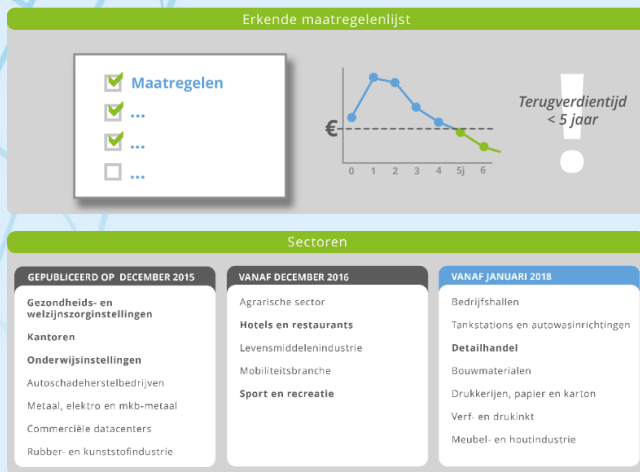 Erkende maatregelenlijst
Maatregelen
...
...
...
€
0 1 2 3 4 5j 6
Terugverdientijd
< 5 jaar
!
Sectoren
GEPUBLICEERD OP DECEMBER 2015
Gezondheids- en
welzijnszorginstellingen
Kantoren
Onderwijsinstellingen
Autoschadeherstelbedrijven
Metaal, elektro en mkb-metaal
Commerciële datacenters
Rubber- en kunststofindustrie
VANAF DECEMBER 2016
Agrarische sector
Hotels en restaurants
Levensmiddelenindustrie
Mobiliteitsbranche
Sport en recreatie
VANAF JANUARI 2018
Bedrijfshallen
Tankstations en autowasinrichtingen
Detailhandel
Bouwmaterialen
Drukkerijen, papier en karton
Verf- en drukinkt
Meubel- en houtindustrie